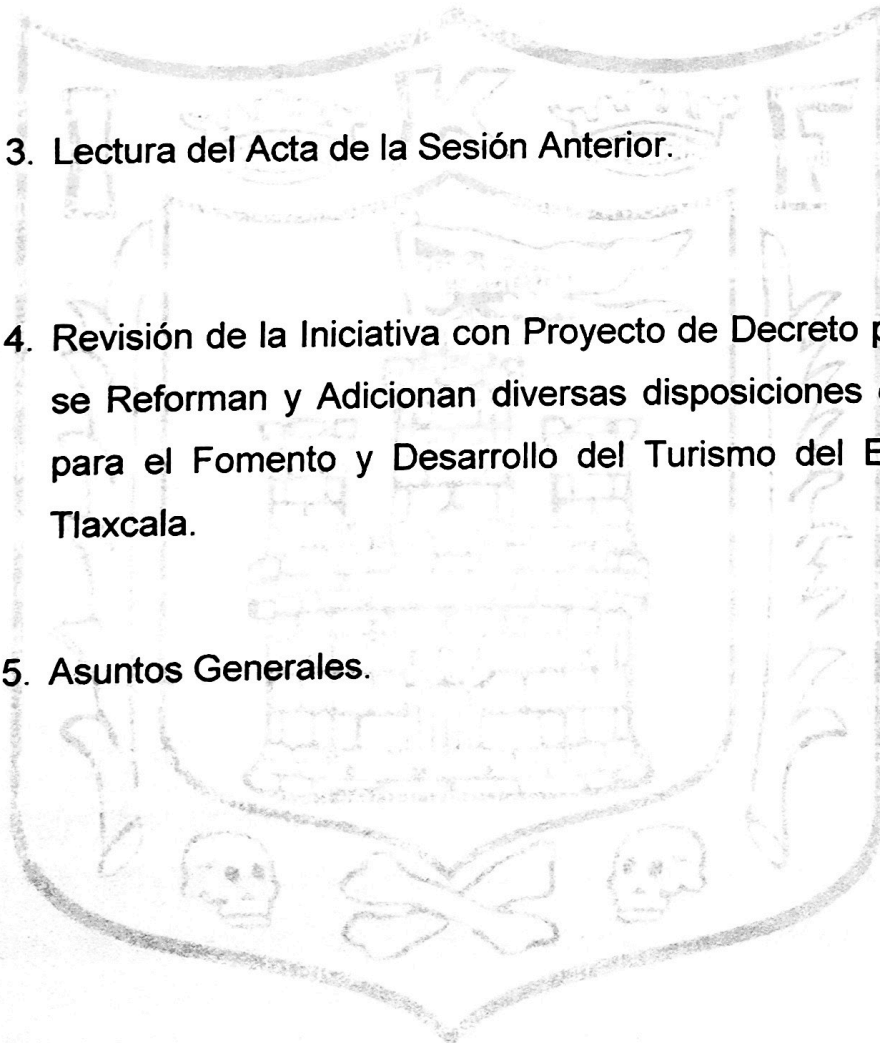 I K F
3. Lectura del Acta de la Sesión Anterior.
4. Revisión de la Iniciativa con Proyecto de Decreto
se Reforman y Adicionan diversas disposiciones
para el Fomento y Desarrollo del Turismo del
Tlaxcala.
5. Asuntos Generales.